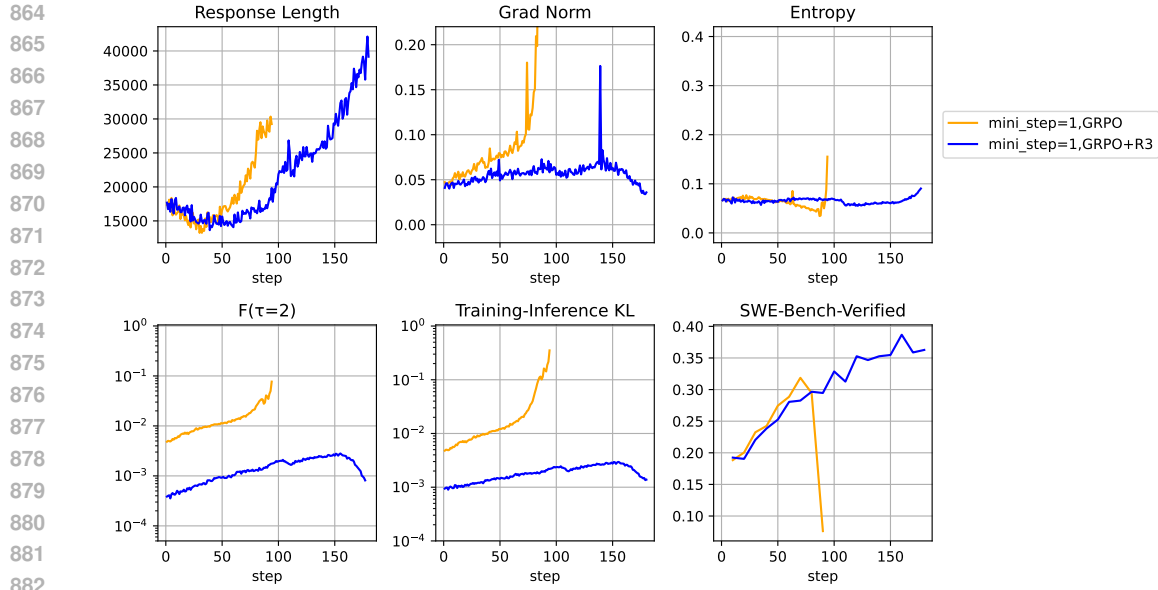 864
865
866
867
868
869
870
871
872
873
874
875
876
877
878
879
880
881
882
Response Length
40000
35000
30000
25000
20000
15000
0 50 100 150
step
Grad Norm
0.20
0.15
0.10
0.05
0.00
0 50 100 150
step
Entropy
0.4
0.3
0.2
0.1
0.0
0 50 100 150
step
mini_step=1,GRPO
mini_step=1,GRPO+R3
F(τ=2)
10⁰
10⁻¹
10⁻²
10⁻³
10⁻⁴
0 50 100 150
step
Training-Inference KL
10⁰
10⁻¹
10⁻²
10⁻³
10⁻⁴
0 50 100 150
step
SWE-Bench-Verified
0.40
0.35
0.30
0.25
0.20
0.15
0.10
0 50 100 150
step